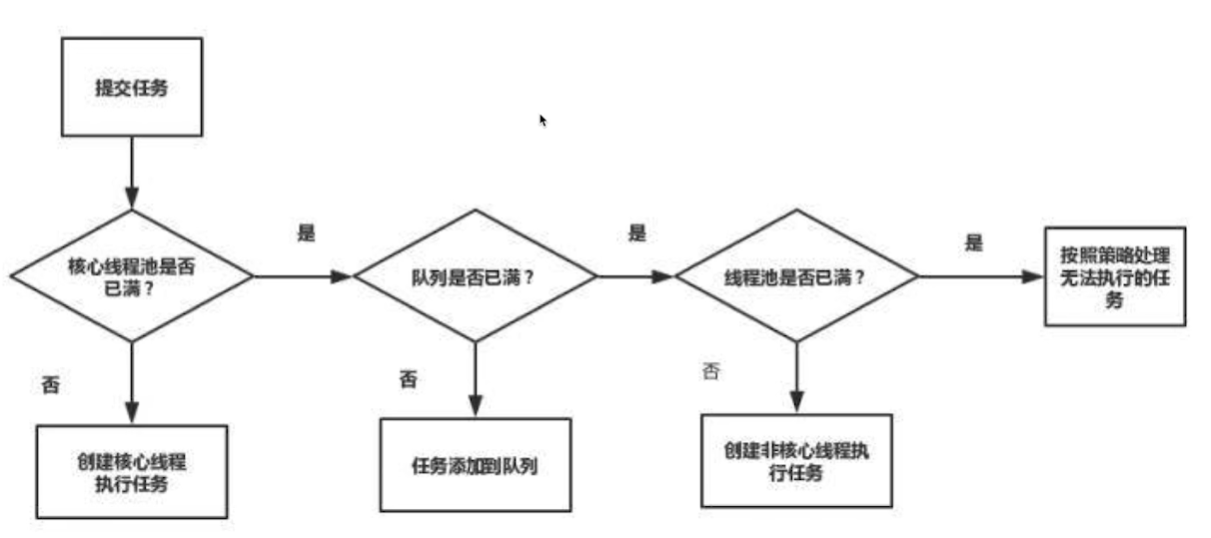 提交任务
核心线程池是否
已满？
是
队列是否已满？
是
线程池是否已满？
是
按照策略处理
无法执行的任
务
否
创建核心线程
执行任务
否
任务添加到队列
否
创建非核心线程执
行任务